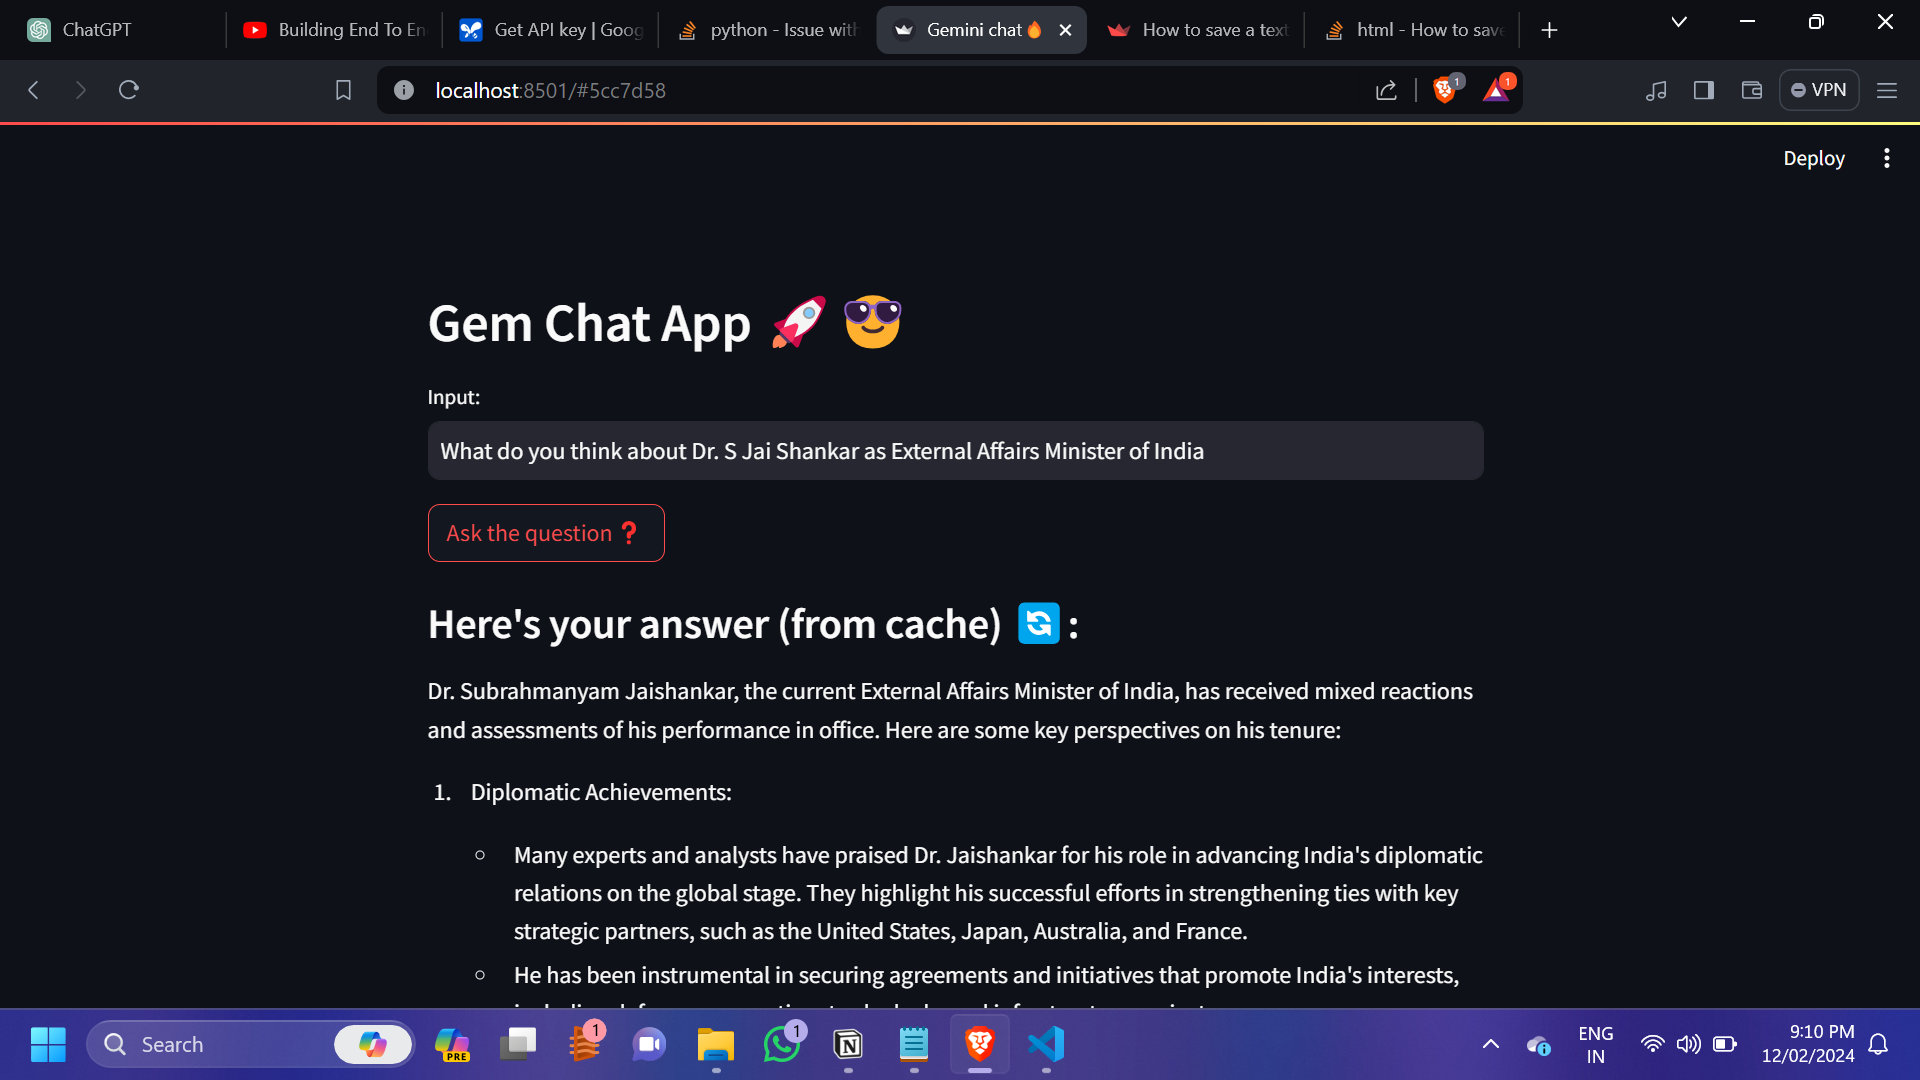 ChatGPT
Building End To En
Get API key | Goog
python - Issue with
Gemini chat
How to save a text
html - How to save
localhost:8501/#5cc7d58
1
1
VPN
Deploy
Gem Chat App
Input:
What do you think about Dr. S Jai Shankar as External Affairs Minister of India
Ask the question ❓
Here's your answer (from cache) :
Dr. Subrahmanyam Jaishankar, the current External Affairs Minister of India, has received mixed reactions
and assessments of his performance in office. Here are some key perspectives on his tenure:
1. Diplomatic Achievements:
Many experts and analysts have praised Dr. Jaishankar for his role in advancing India's diplomatic
relations on the global stage. They highlight his successful efforts in strengthening ties with key
strategic partners, such as the United States, Japan, Australia, and France.
He has been instrumental in securing agreements and initiatives that promote India's interests,
Search
PRE
1
1
ENG
IN
9:10 PM
12/02/2024